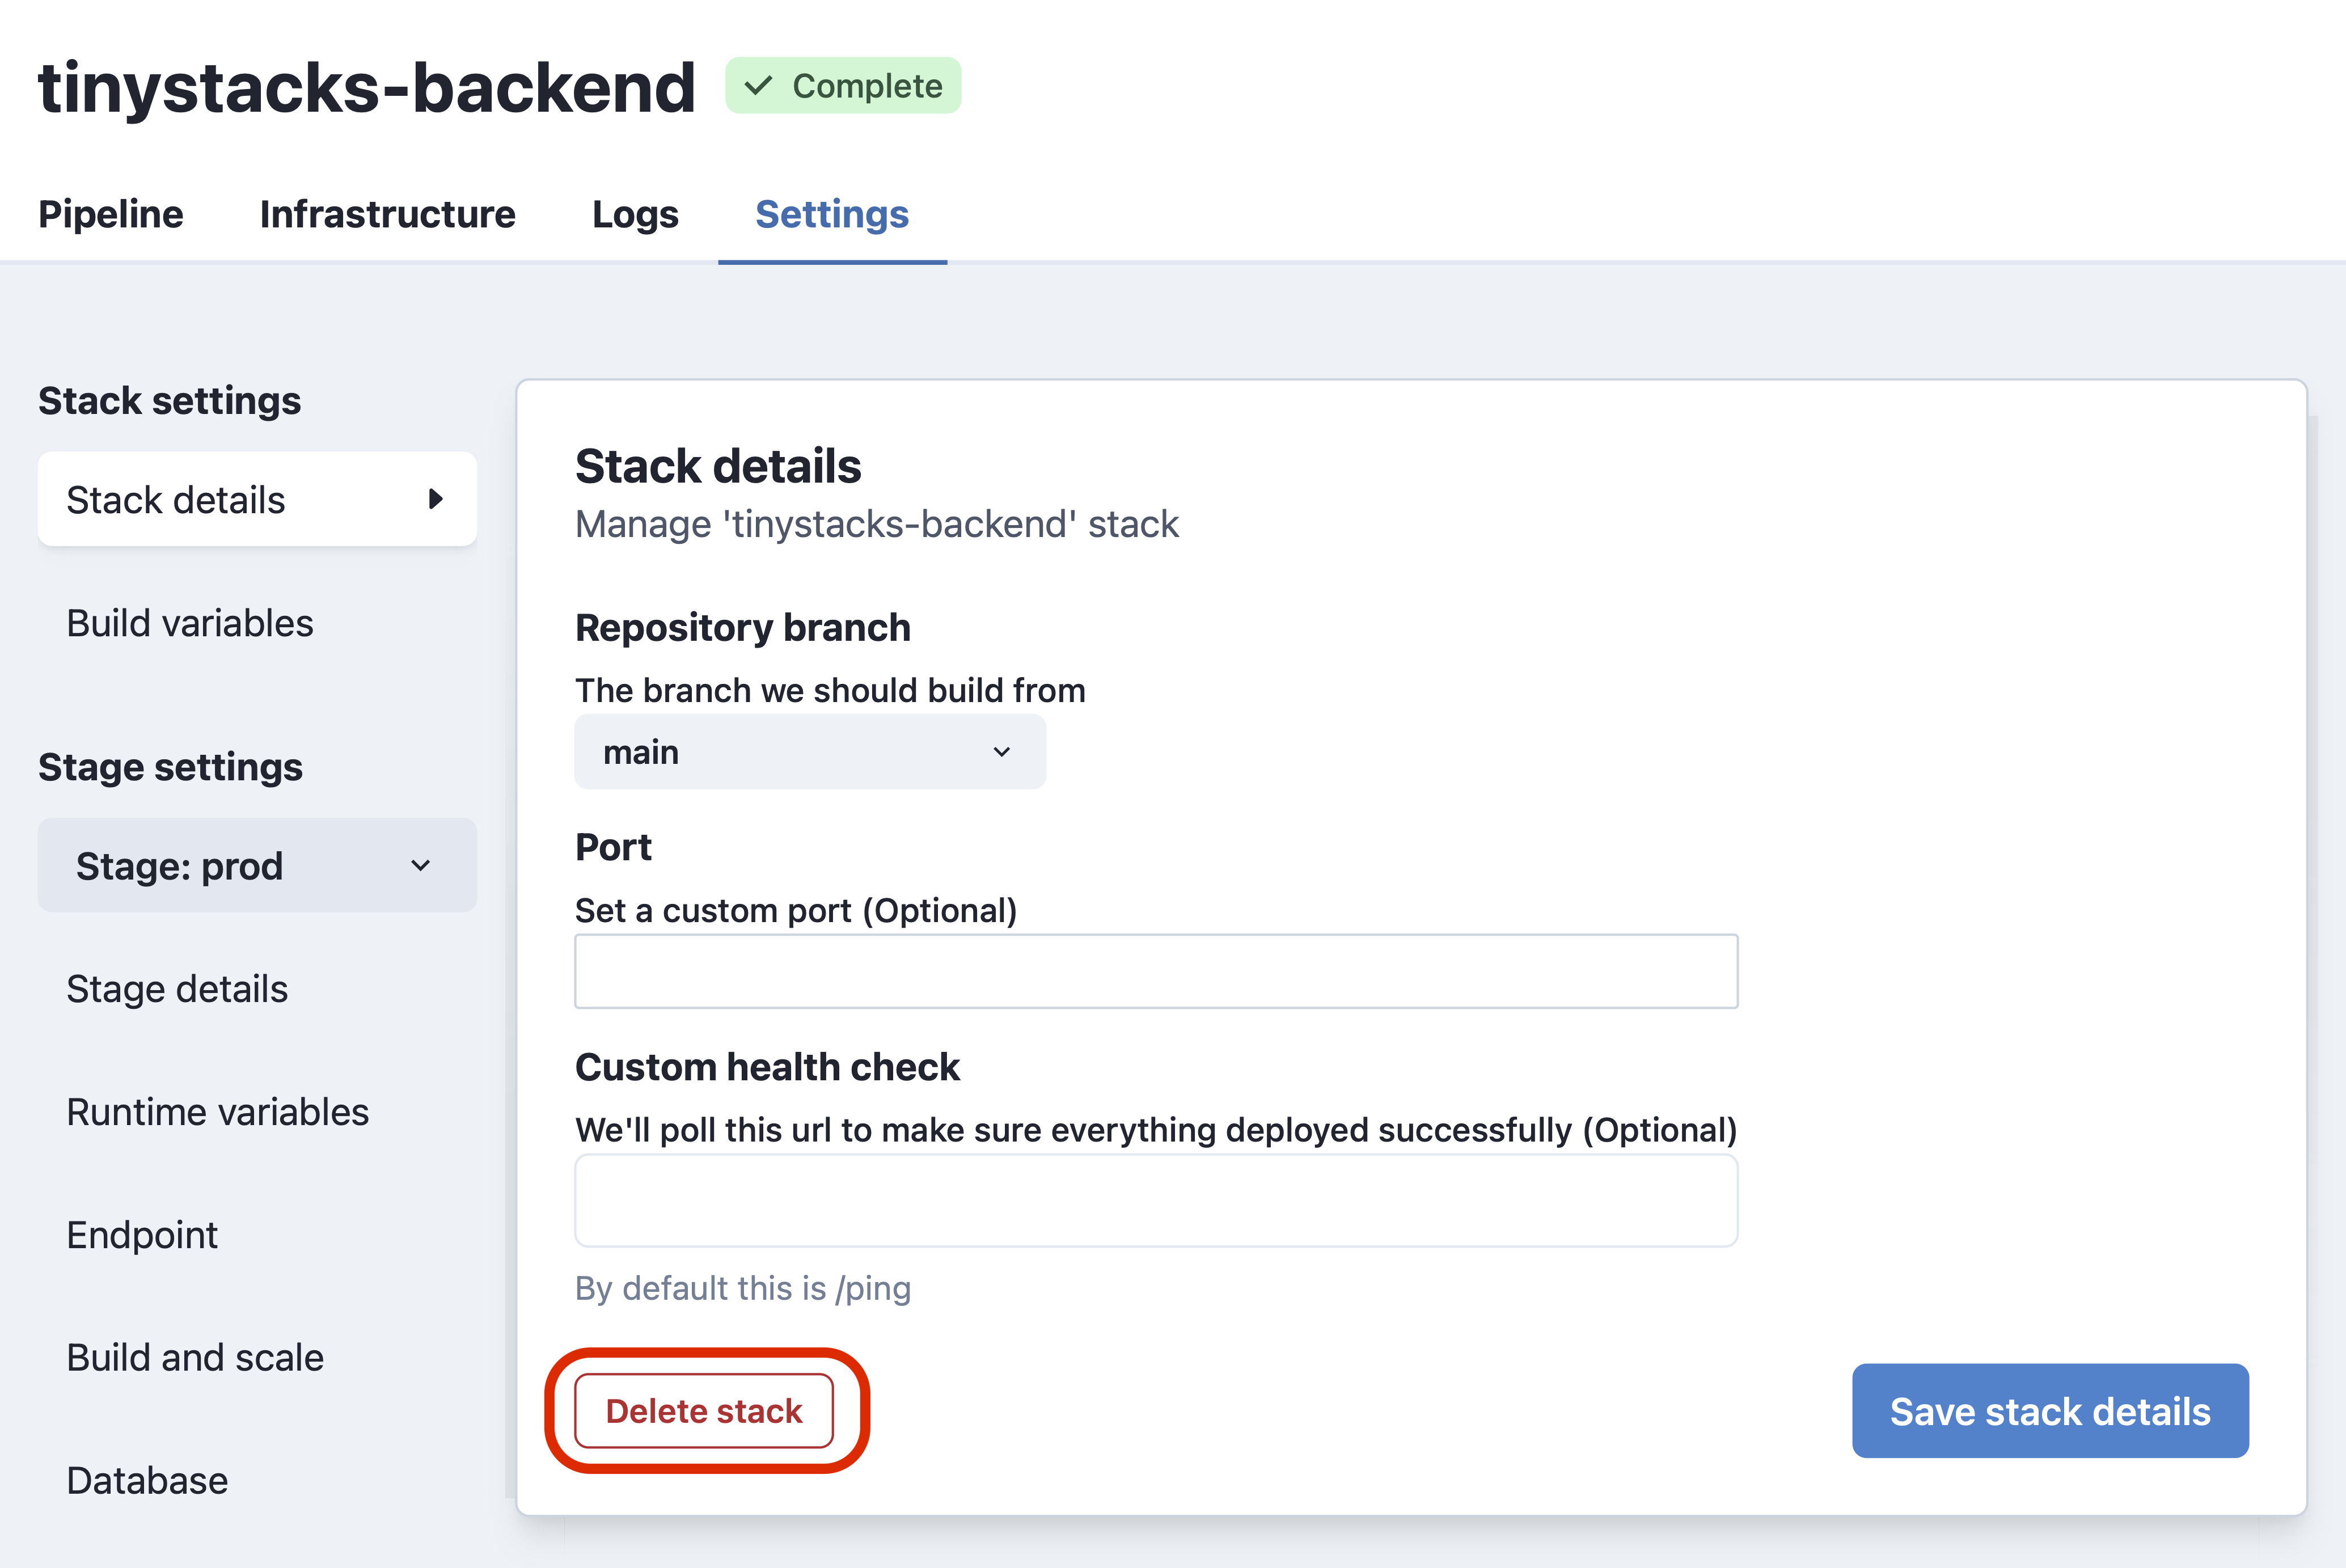 tinystacks-backend
Complete
Pipeline
Infrastructure
Logs
Settings
Stack settings
Stack details
Build variables
Stage settings
Stage: prod
Stage details
Runtime variables
Endpoint
Build and scale
Database
Stack details
Manage 'tinystacks-backend' stack
Repository branch
The branch we should build from
main
Port
Set a custom port (Optional)
Custom health check
We'll poll this url to make sure everything deployed successfully (Optional)
By default this is /ping
Delete stack
Save stack details